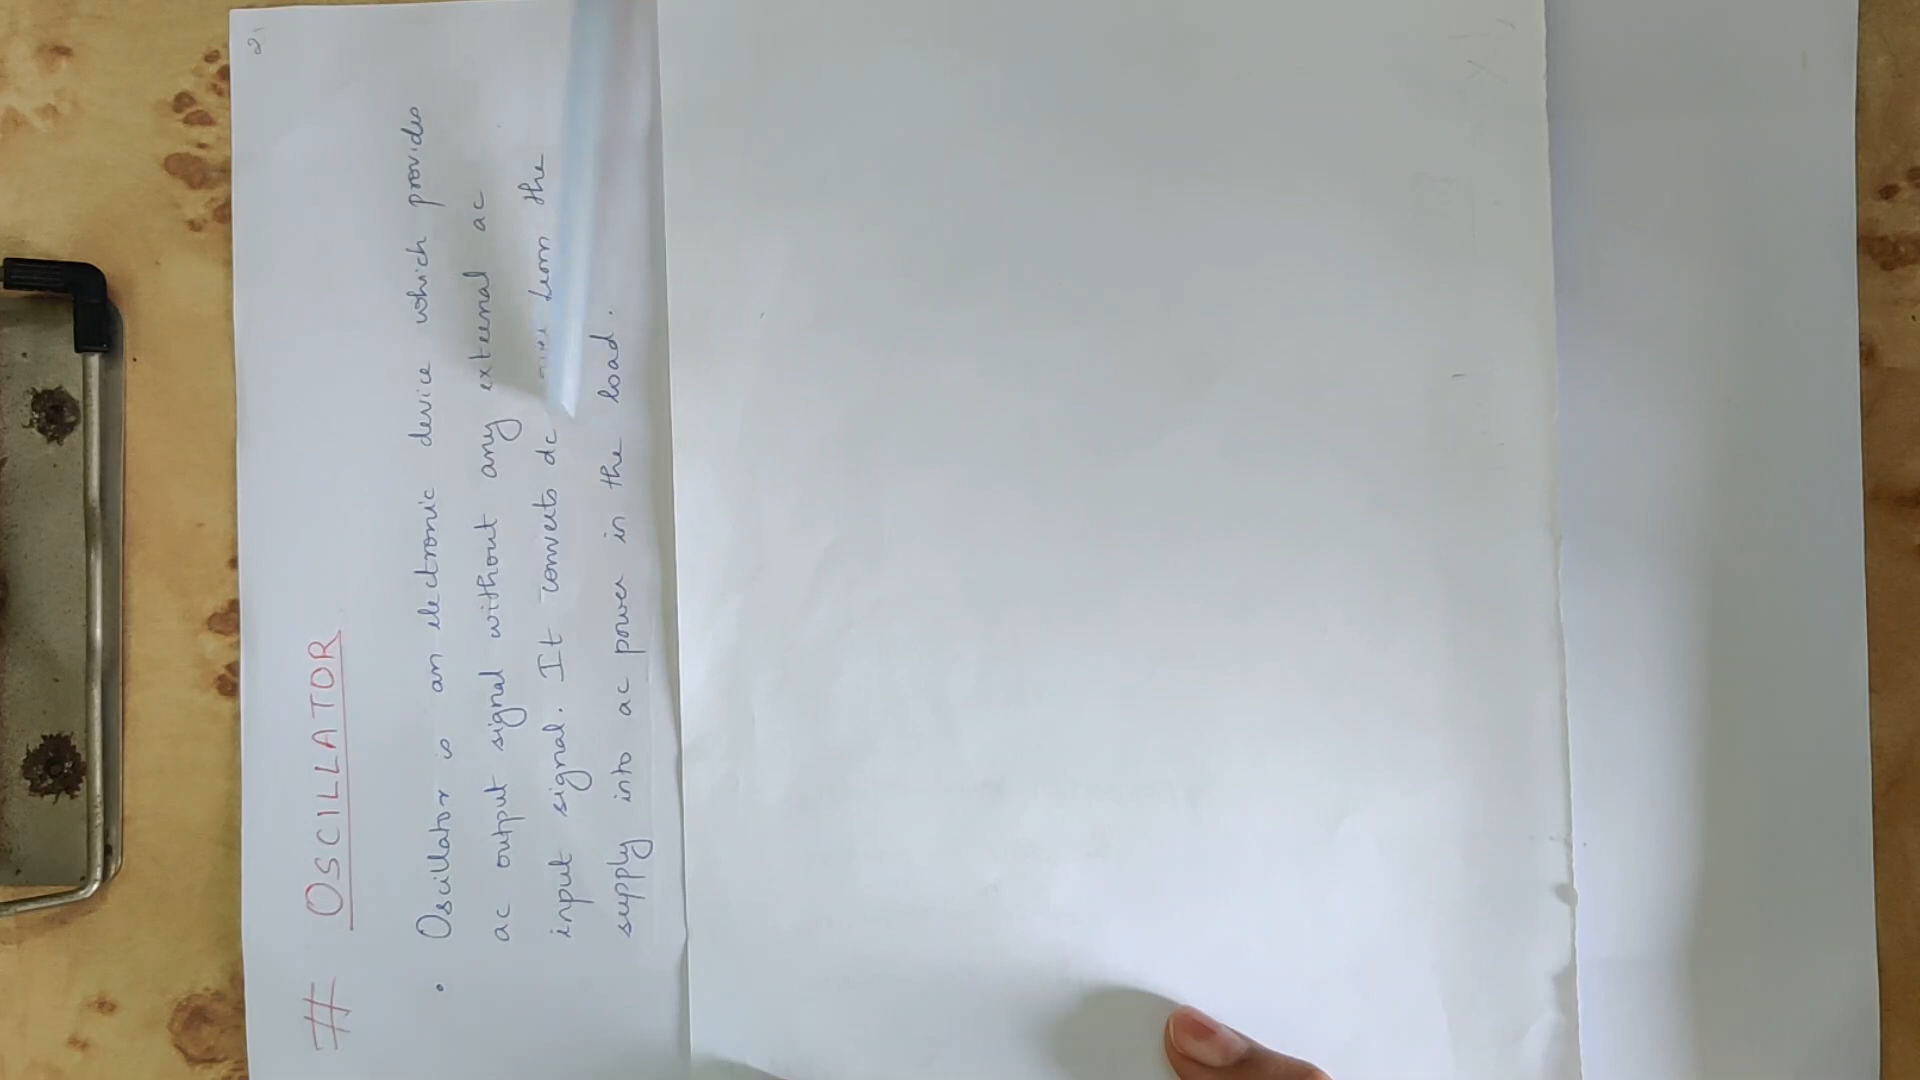 # OSCILLATOR
• Oscillator is an electronic device which provides
ac output signal without any external ac
input signal. It converts dc from the
supply into ac power in the load.